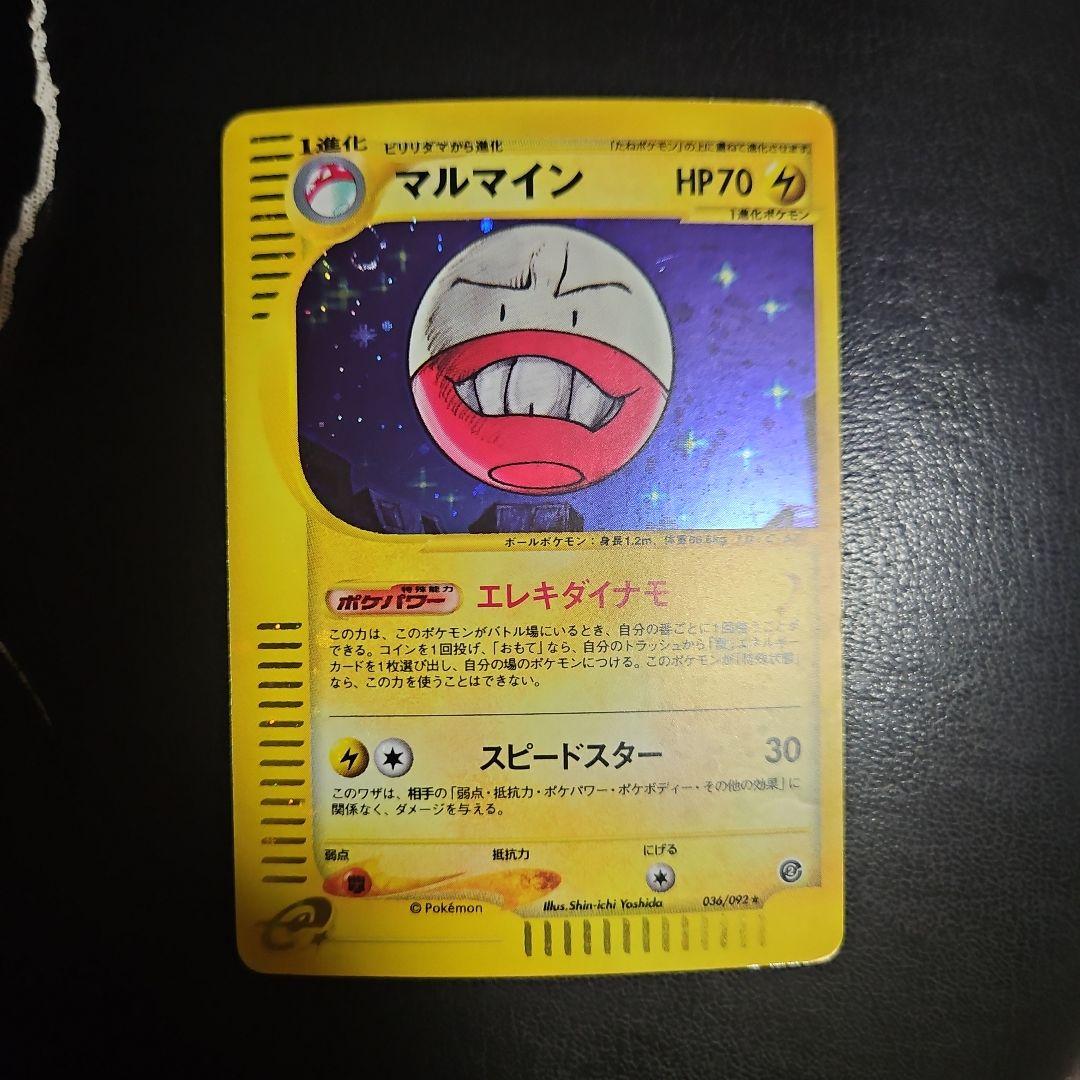 1進化 ピリリダマから進化 「たねポケモン」の上に重ねて進化させます。
マルマイン HP70
1進化ポケモン
ボールポケモン：身長1.2m、体重66.6kg
ポケパワー 特殊能力 エレキダイナモ
この力は、このポケモンがバトル場にいるとき、自分の番ごとに1回使うことが
できる。コインを1回投げ、「おもて」なら、自分のトラッシュから「雷」エネルギー
カードを1枚選び出し、自分の場のポケモンにつける。このポケモンが「特殊状態」
なら、この力を使うことはできない。
スピードスター 30
このワザは、相手の「弱点・抵抗力・ポケパワー・ポケボディー・その他の効果」に
関係なく、ダメージを与える。
弱点 抵抗力 にげる
© Pokémon Illus. Shin-ichi Yoshida 036/092 ★